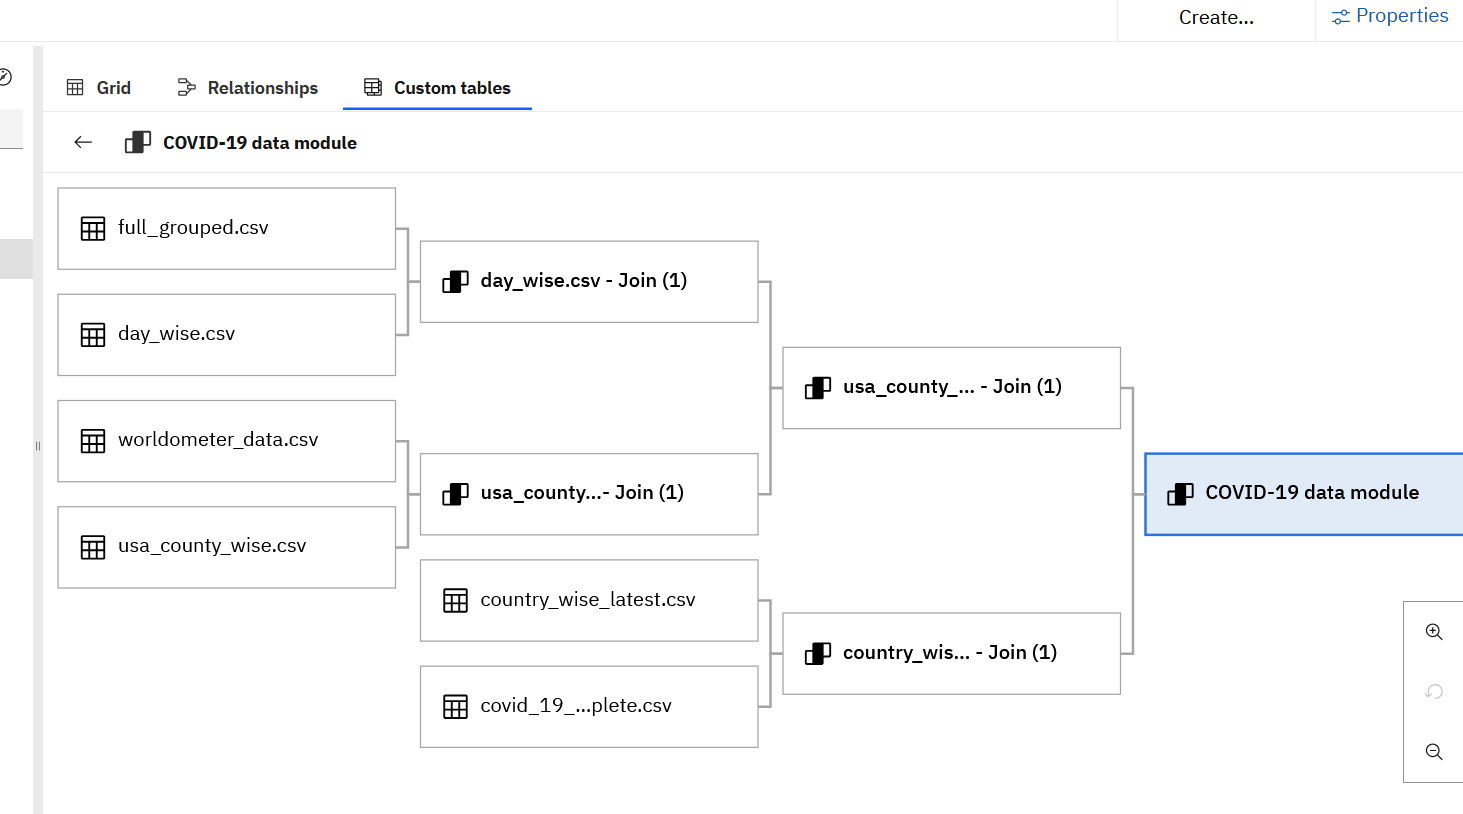 Create...
Properties
Grid
Relationships
Custom tables
COVID-19 data module
full_grouped.csv
day_wise.csv
worldometer_data.csv
usa_county_wise.csv
day_wise.csv - Join (1)
usa_county...- Join (1)
country_wise_latest.csv
covid_19_...plete.csv
usa_county_... - Join (1)
country_wis... - Join (1)
COVID-19 data module